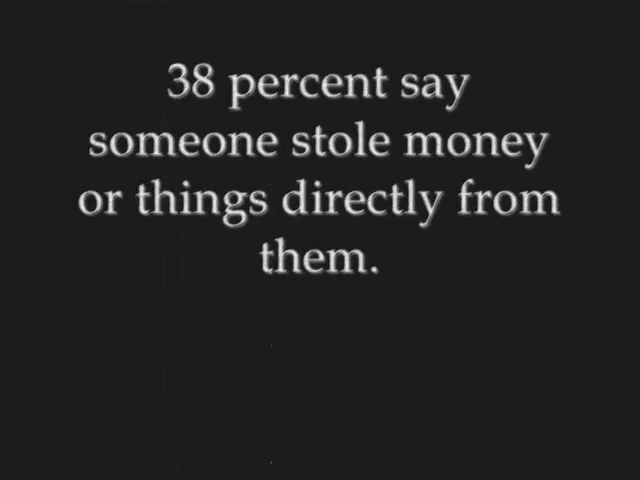 38 percent say
someone stole money
or things directly from
them.